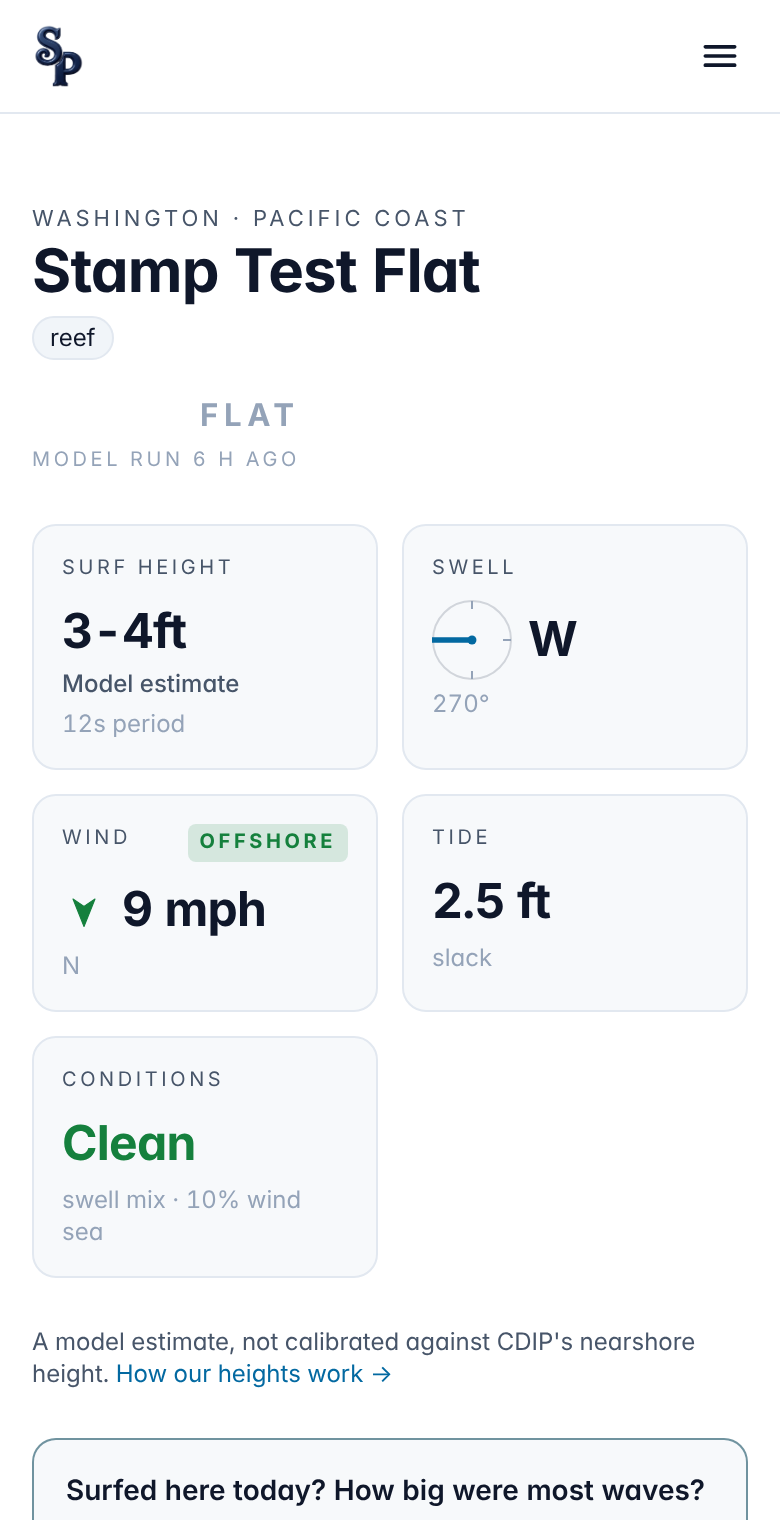 SP
WASHINGTON · PACIFIC COAST
Stamp Test Flat
reef
FLAT
MODEL RUN 6 H AGO
SURF HEIGHT
3-4ft
Model estimate
12s period
SWELL
W
270°
WIND
OFFSHORE
9 mph
N
TIDE
2.5 ft
slack
CONDITIONS
Clean
swell mix · 10% wind
sea
A model estimate, not calibrated against CDIP's nearshore
height. How our heights work →
Surfed here today? How big were most waves?